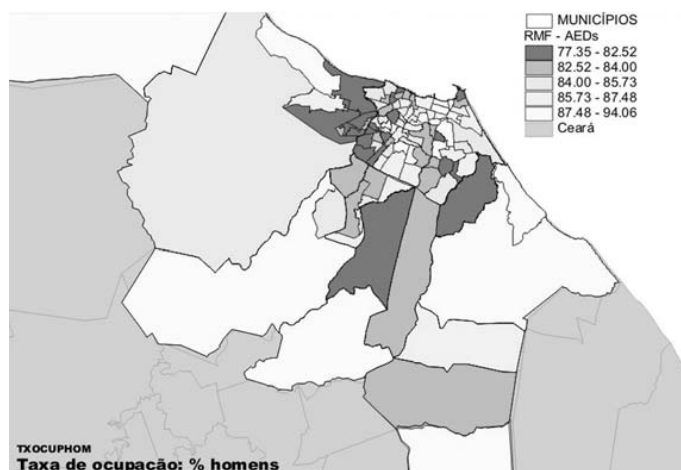 MUNICÍPIOS
RMF - AEDs
77.35 - 82.52
82.52 - 84.00
84.00 - 85.73
85.73 - 87.48
87.48 - 94.06
Ceará
TXOCUPHOM
Taxa de ocupação: % homens